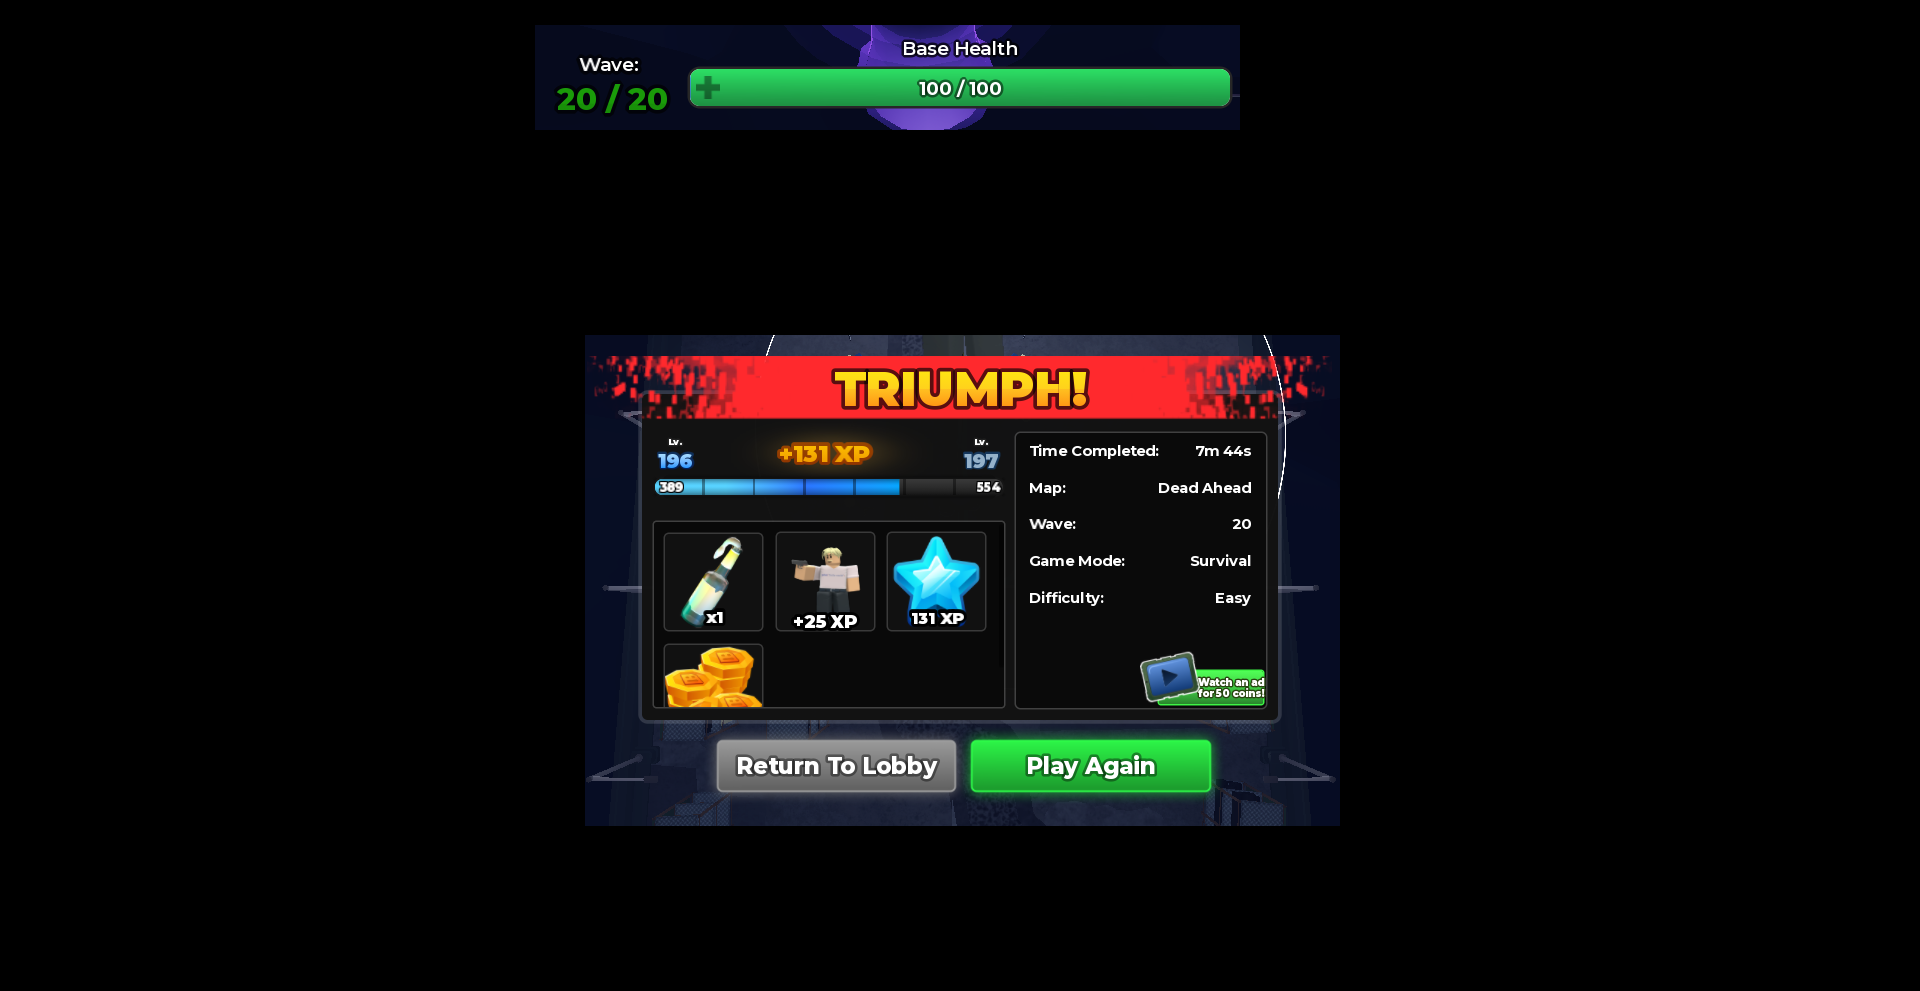 Base Health
Wave:
20 / 20
100 / 100
TRIUMPH!
Lv.
196
+131 XP
Lv.
197
389
554
x1
+25 XP
131 XP
Time Completed: 7m 44s
Map: Dead Ahead
Wave: 20
Game Mode: Survival
Difficulty: Easy
Watch an ad
for 50 coins!
Return To Lobby
Play Again